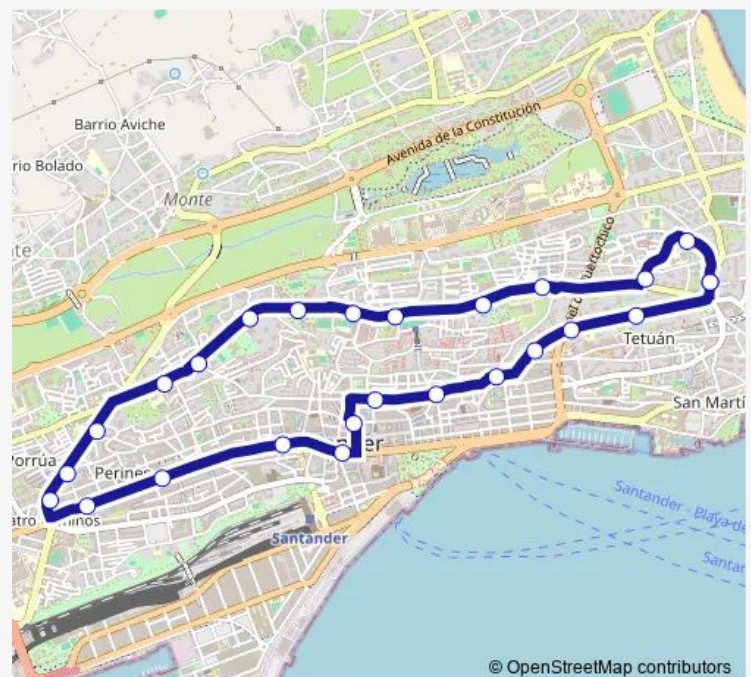 Barrio Aviche
Avenida de la Constitución
rio Bolado
Monte
Puertochico
Tetuán
San Martí
Porrúa
Perines
Santander
Santander - Playa de
Santan
© OpenStreetMap contributors